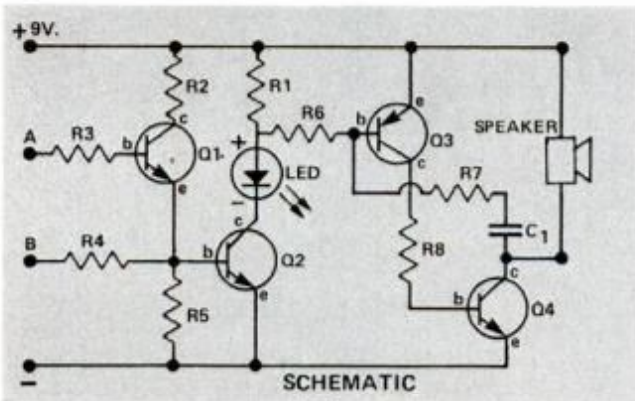 + 9V.
R2
R1
c
A
R3
b
Q1.
e
R6
b
e
Q3
c
SPEAKER
+
LED
-
R7
C1
B
R4
c
b
Q2
e
R8
R5
c
b
Q4
e
-
SCHEMATIC